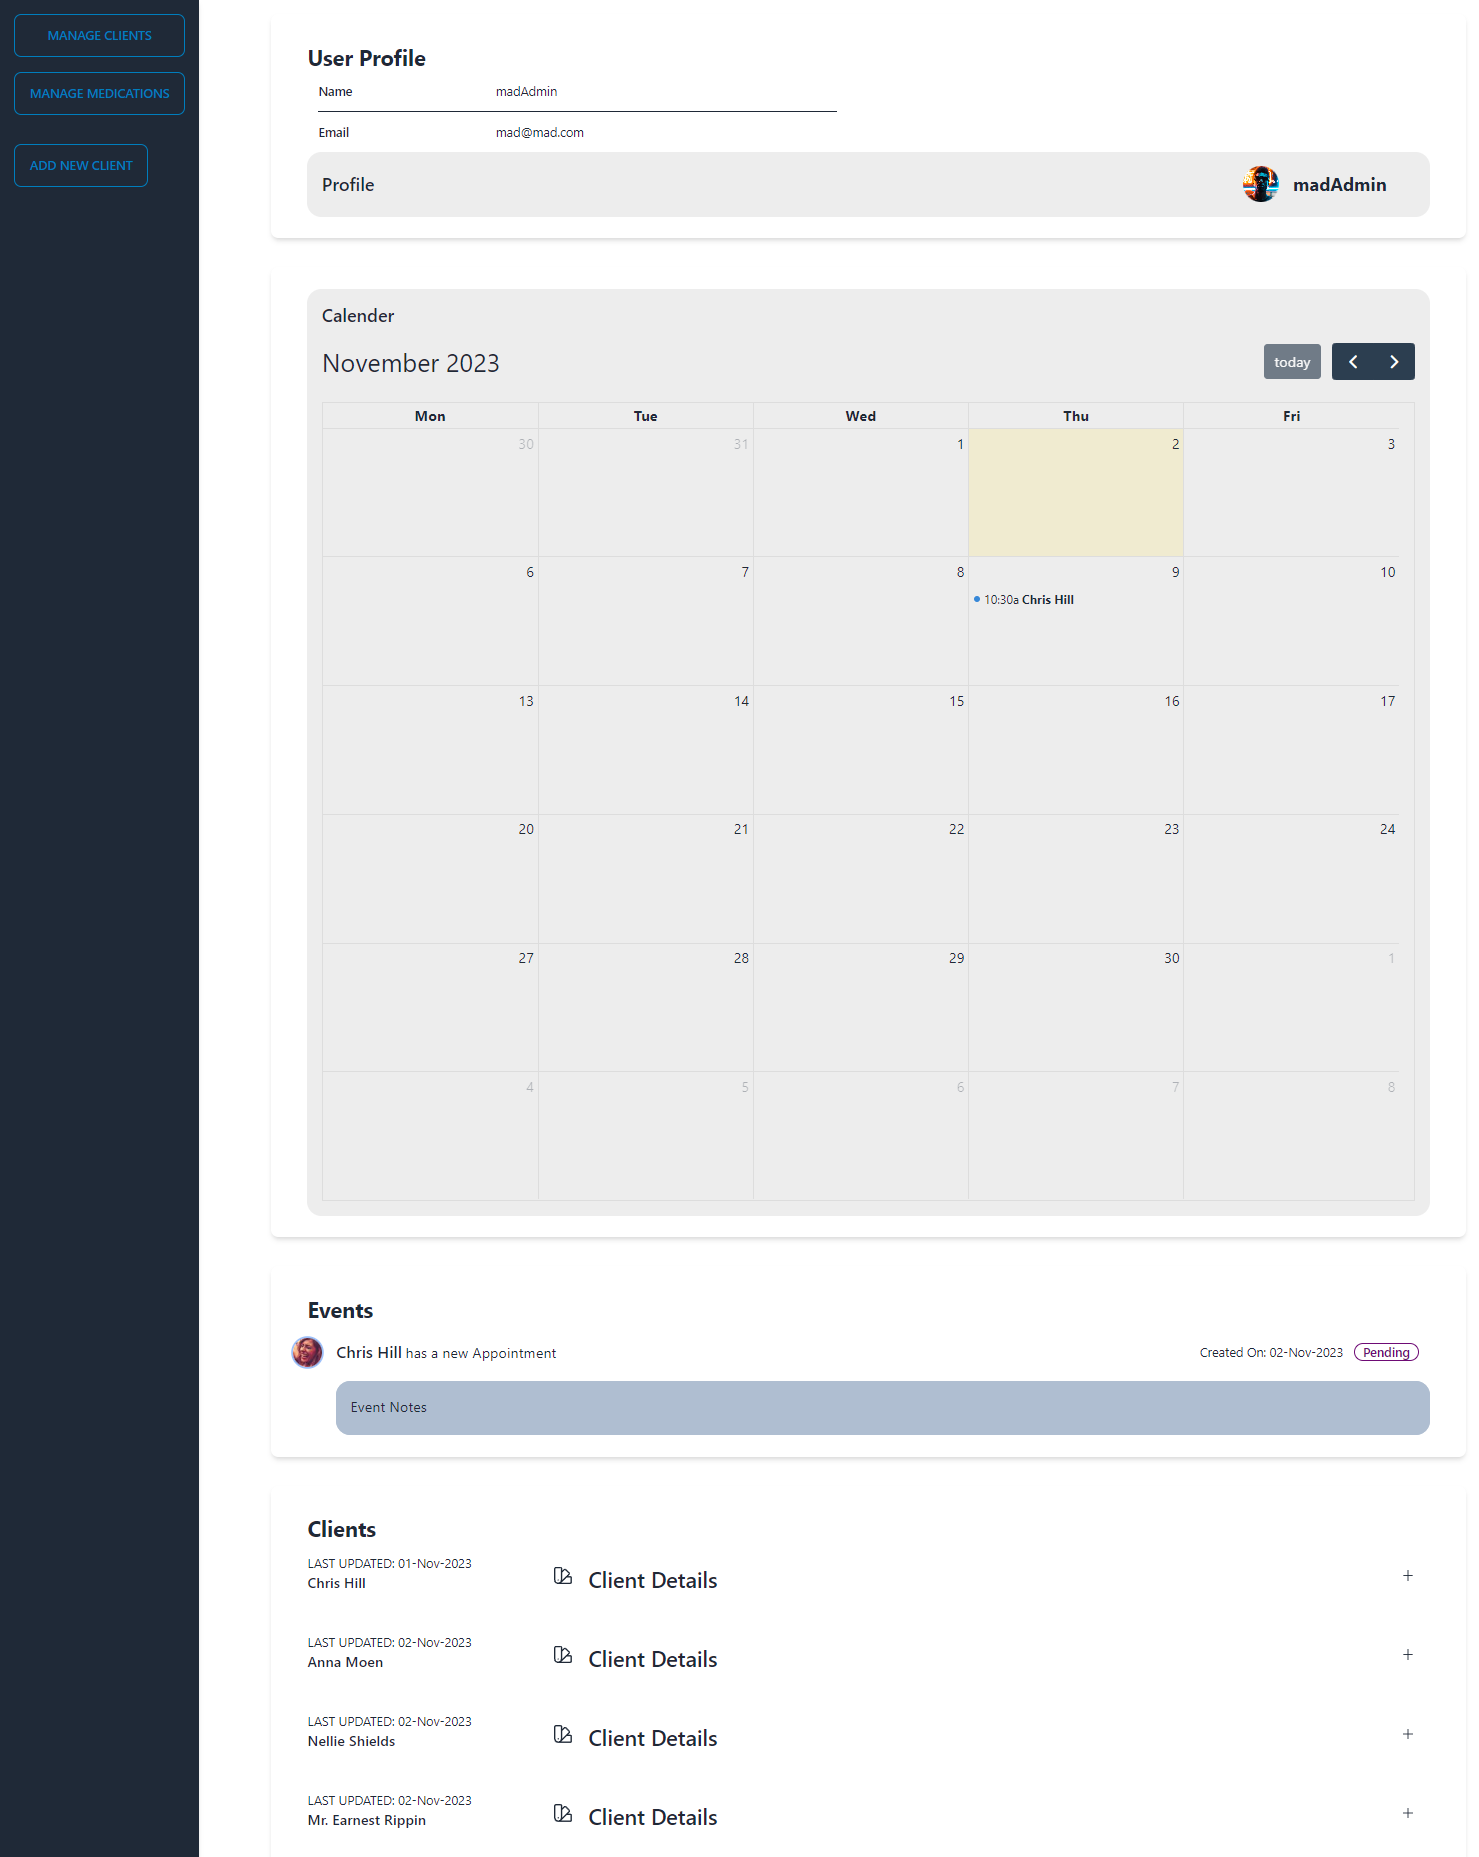 MANAGE CLIENTS
MANAGE MEDICATIONS
ADD NEW CLIENT
User Profile
Name madAdmin
Email mad@mad.com
Profile madAdmin
Calender
November 2023 today
Mon Tue Wed Thu Fri
30 31 1 2 3
6 7 8 9 10
10:30a Chris Hill
13 14 15 16 17
20 21 22 23 24
27 28 29 30 1
4 5 6 7 8
Events
Chris Hill has a new Appointment Created On: 02-Nov-2023 Pending
Event Notes
Clients
LAST UPDATED: 01-Nov-2023
Chris Hill Client Details +
LAST UPDATED: 02-Nov-2023
Anna Moen Client Details +
LAST UPDATED: 02-Nov-2023
Nellie Shields Client Details +
LAST UPDATED: 02-Nov-2023
Mr. Earnest Rippin Client Details +